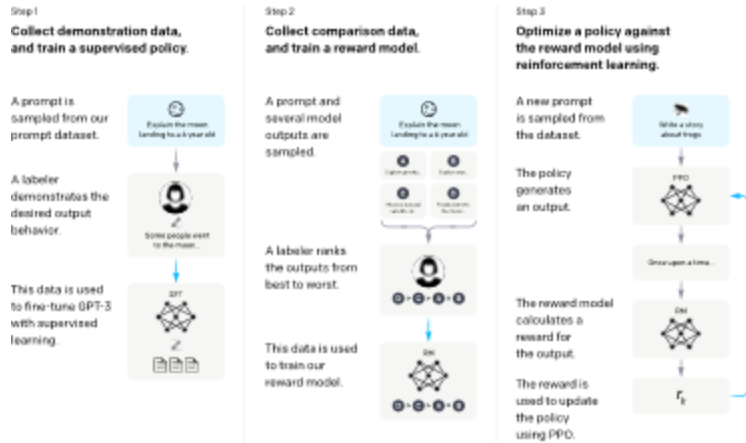 Step 1
Collect demonstration data,
and train a supervised policy.
A prompt is
sampled from our
prompt dataset.
Explain the moon
landing to a 6 year old
A labeler
demonstrates the
desired output
behavior.
Some people went
to the moon...
This data is used
to fine-tune GPT-3
with supervised
learning.
SFT
Step 2
Collect comparison data,
and train a reward model.
A prompt and
several model
outputs are
sampled.
Explain the moon
landing to a 6 year old
A
B
C
D
A labeler ranks
the outputs from
best to worst.
D > C > A = B
This data is used
to train our
reward model.
RM
D > C > A = B
Step 3
Optimize a policy against
the reward model using
reinforcement learning.
A new prompt
is sampled from
the dataset.
Write a story
about frogs
The policy
generates
an output.
PPO
Once upon a time...
The reward model
calculates a
reward for
the output.
RM
The reward is
used to update
the policy
using PPO.
rk